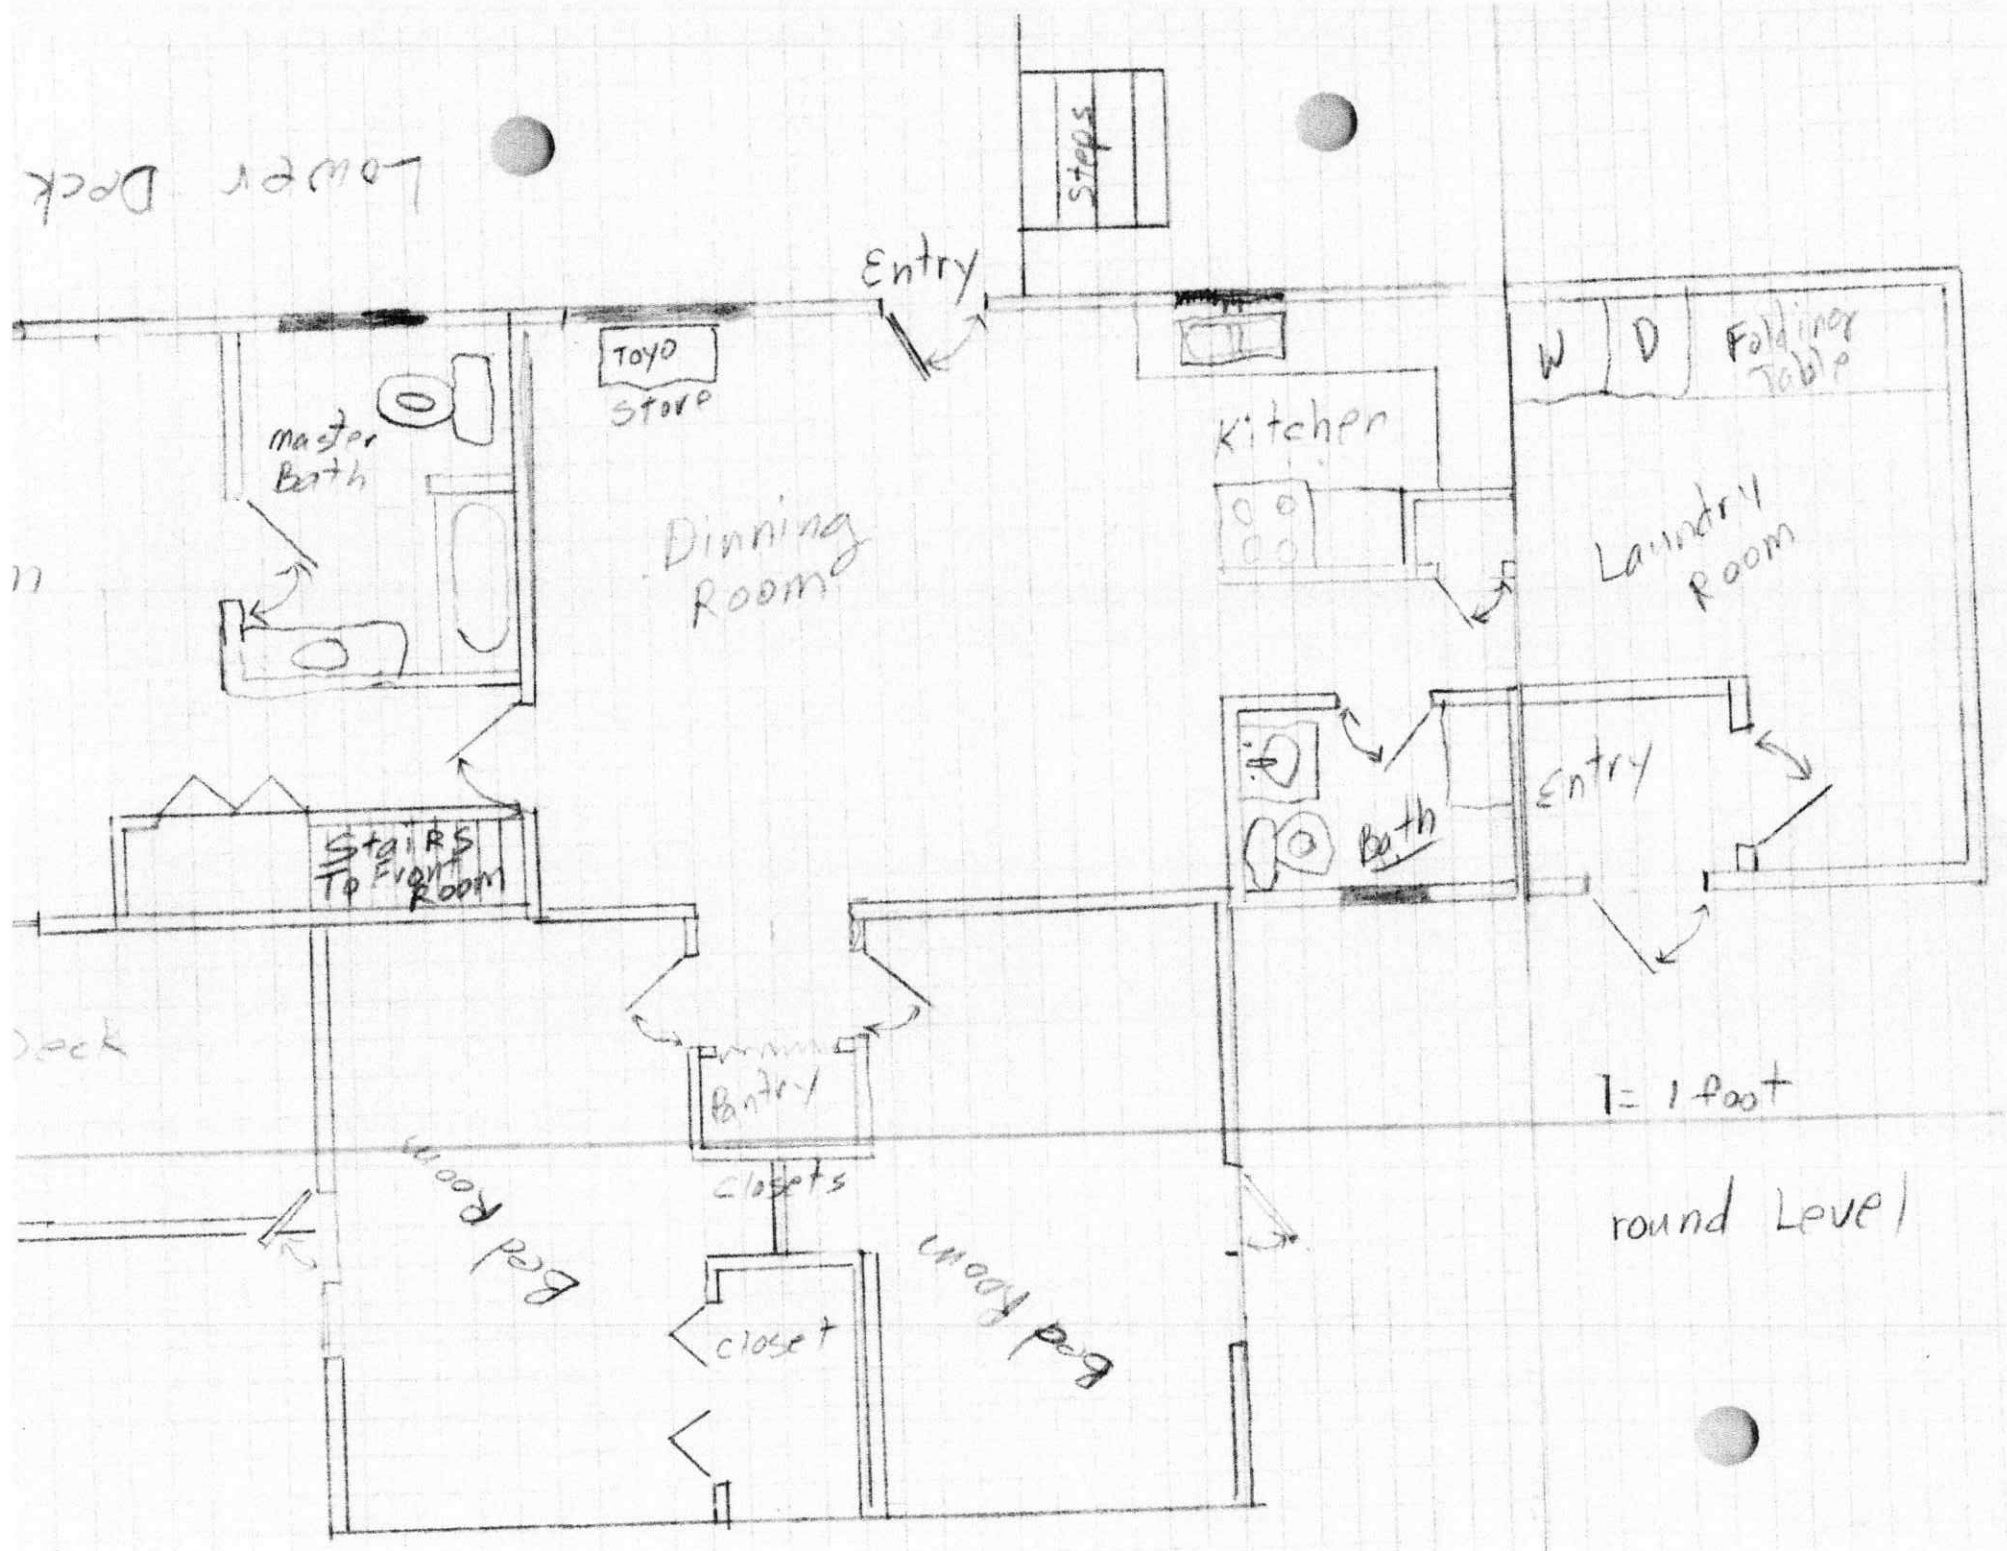 Lower Deck
Steps
Entry
TOYO
Stove
W
D
Folding
Table
master
Bath
Kitchen
Dinning
Room
Laundry
Room
Entry
Bath
StaiRS
To Front
Room
Deck
Pantry
1= 1 foot
Closets
Bed Room
Bed Room
round Level
closet